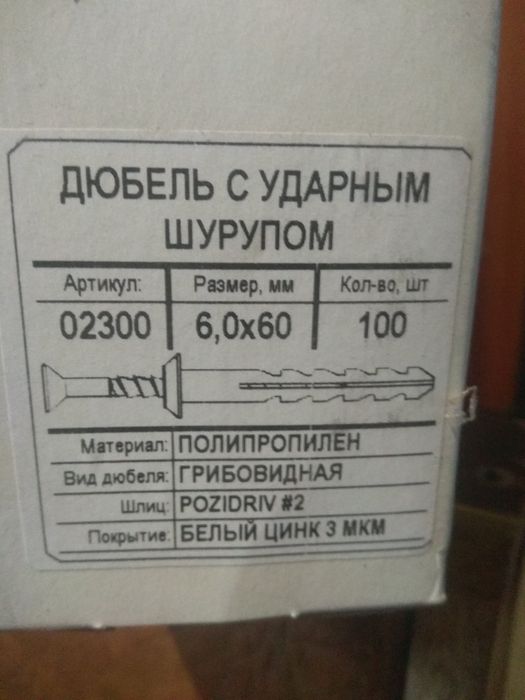 ДЮБЕЛЬ С УДАРНЫМ
ШУРУПОМ
Артикул: Размер, мм Кол-во, шт
02300 6,0х60 100
Материал: ПОЛИПРОПИЛЕН
Вид дюбеля: ГРИБОВИДНАЯ
Шлиц: POZIDRIV #2
Покрытие: БЕЛЫЙ ЦИНК 3 МКМ